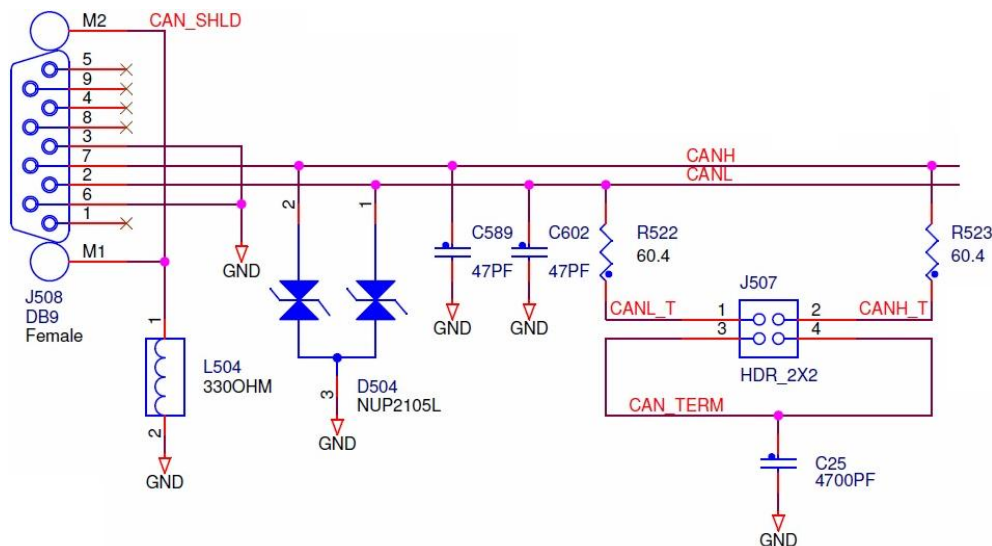 M2 CAN_SHLD
5
9
4
8
3
7
2
6
1
M1
J508
DB9
Female
1
L504
330OHM
2
GND
GND
CANH
CANL
2
1
3
D504
NUP2105L
GND
C589
47PF
GND
C602
47PF
GND
R522
60.4
R523
60.4
J507
CANL_T
1
2
CANH_T
3
4
HDR_2X2
CAN_TERM
C25
4700PF
GND